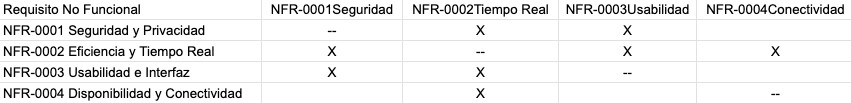 Requisito No Funcional NFR-0001Seguridad NFR-0002Tiempo Real NFR-0003Usabilidad NFR-0004Conectividad
NFR-0001 Seguridad y Privacidad -- X X
NFR-0002 Eficiencia y Tiempo Real X -- X X
NFR-0003 Usabilidad e Interfaz X X --
NFR-0004 Disponibilidad y Conectividad X --